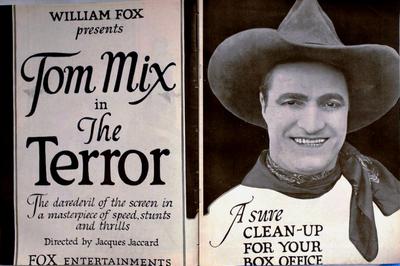 WILLIAM FOX
presents
Tom Mix
in
The
Terror
The daredevil of the screen in
a masterpiece of speed, stunts
and thrills
Directed by Jacques Jaccard
FOX ENTERTAINMENTS
A sure
CLEAN-UP
FOR YOUR
BOX OFFICE